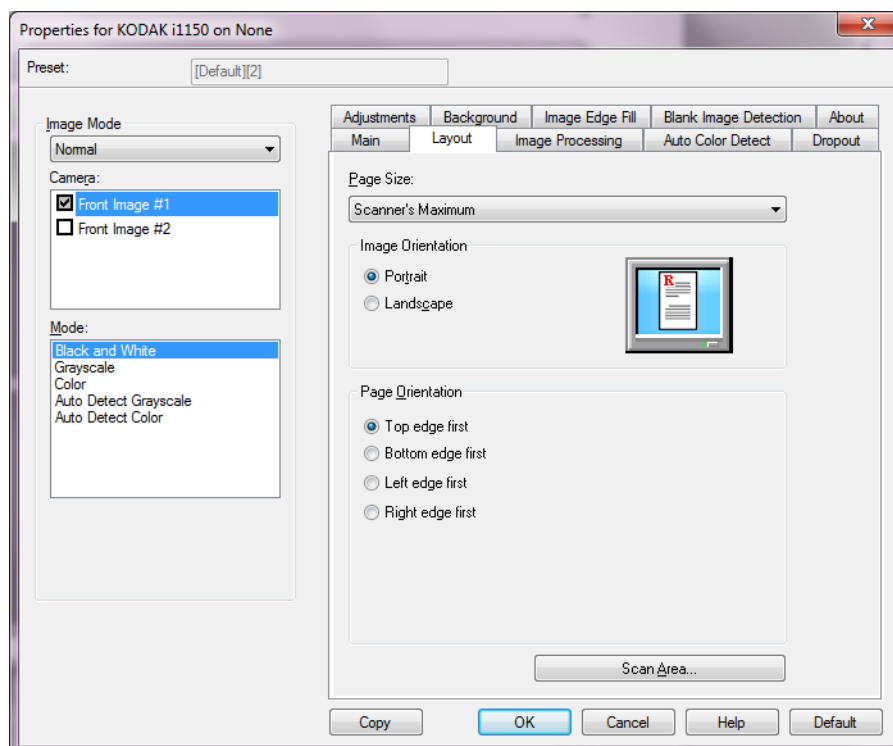 Properties for KODAK i1150 on None
Preset:
[Default][2]
Image Mode
Normal
Camera:
Front Image #1
Front Image #2
Mode:
Black and White
Grayscale
Color
Auto Detect Grayscale
Auto Detect Color
Adjustments Background Image Edge Fill Blank Image Detection About
Main Layout Image Processing Auto Color Detect Dropout
Page Size:
Scanner's Maximum
Image Orientation
Portrait
Landscape
R
Page Orientation
Top edge first
Bottom edge first
Left edge first
Right edge first
Scan Area...
Copy OK Cancel Help Default